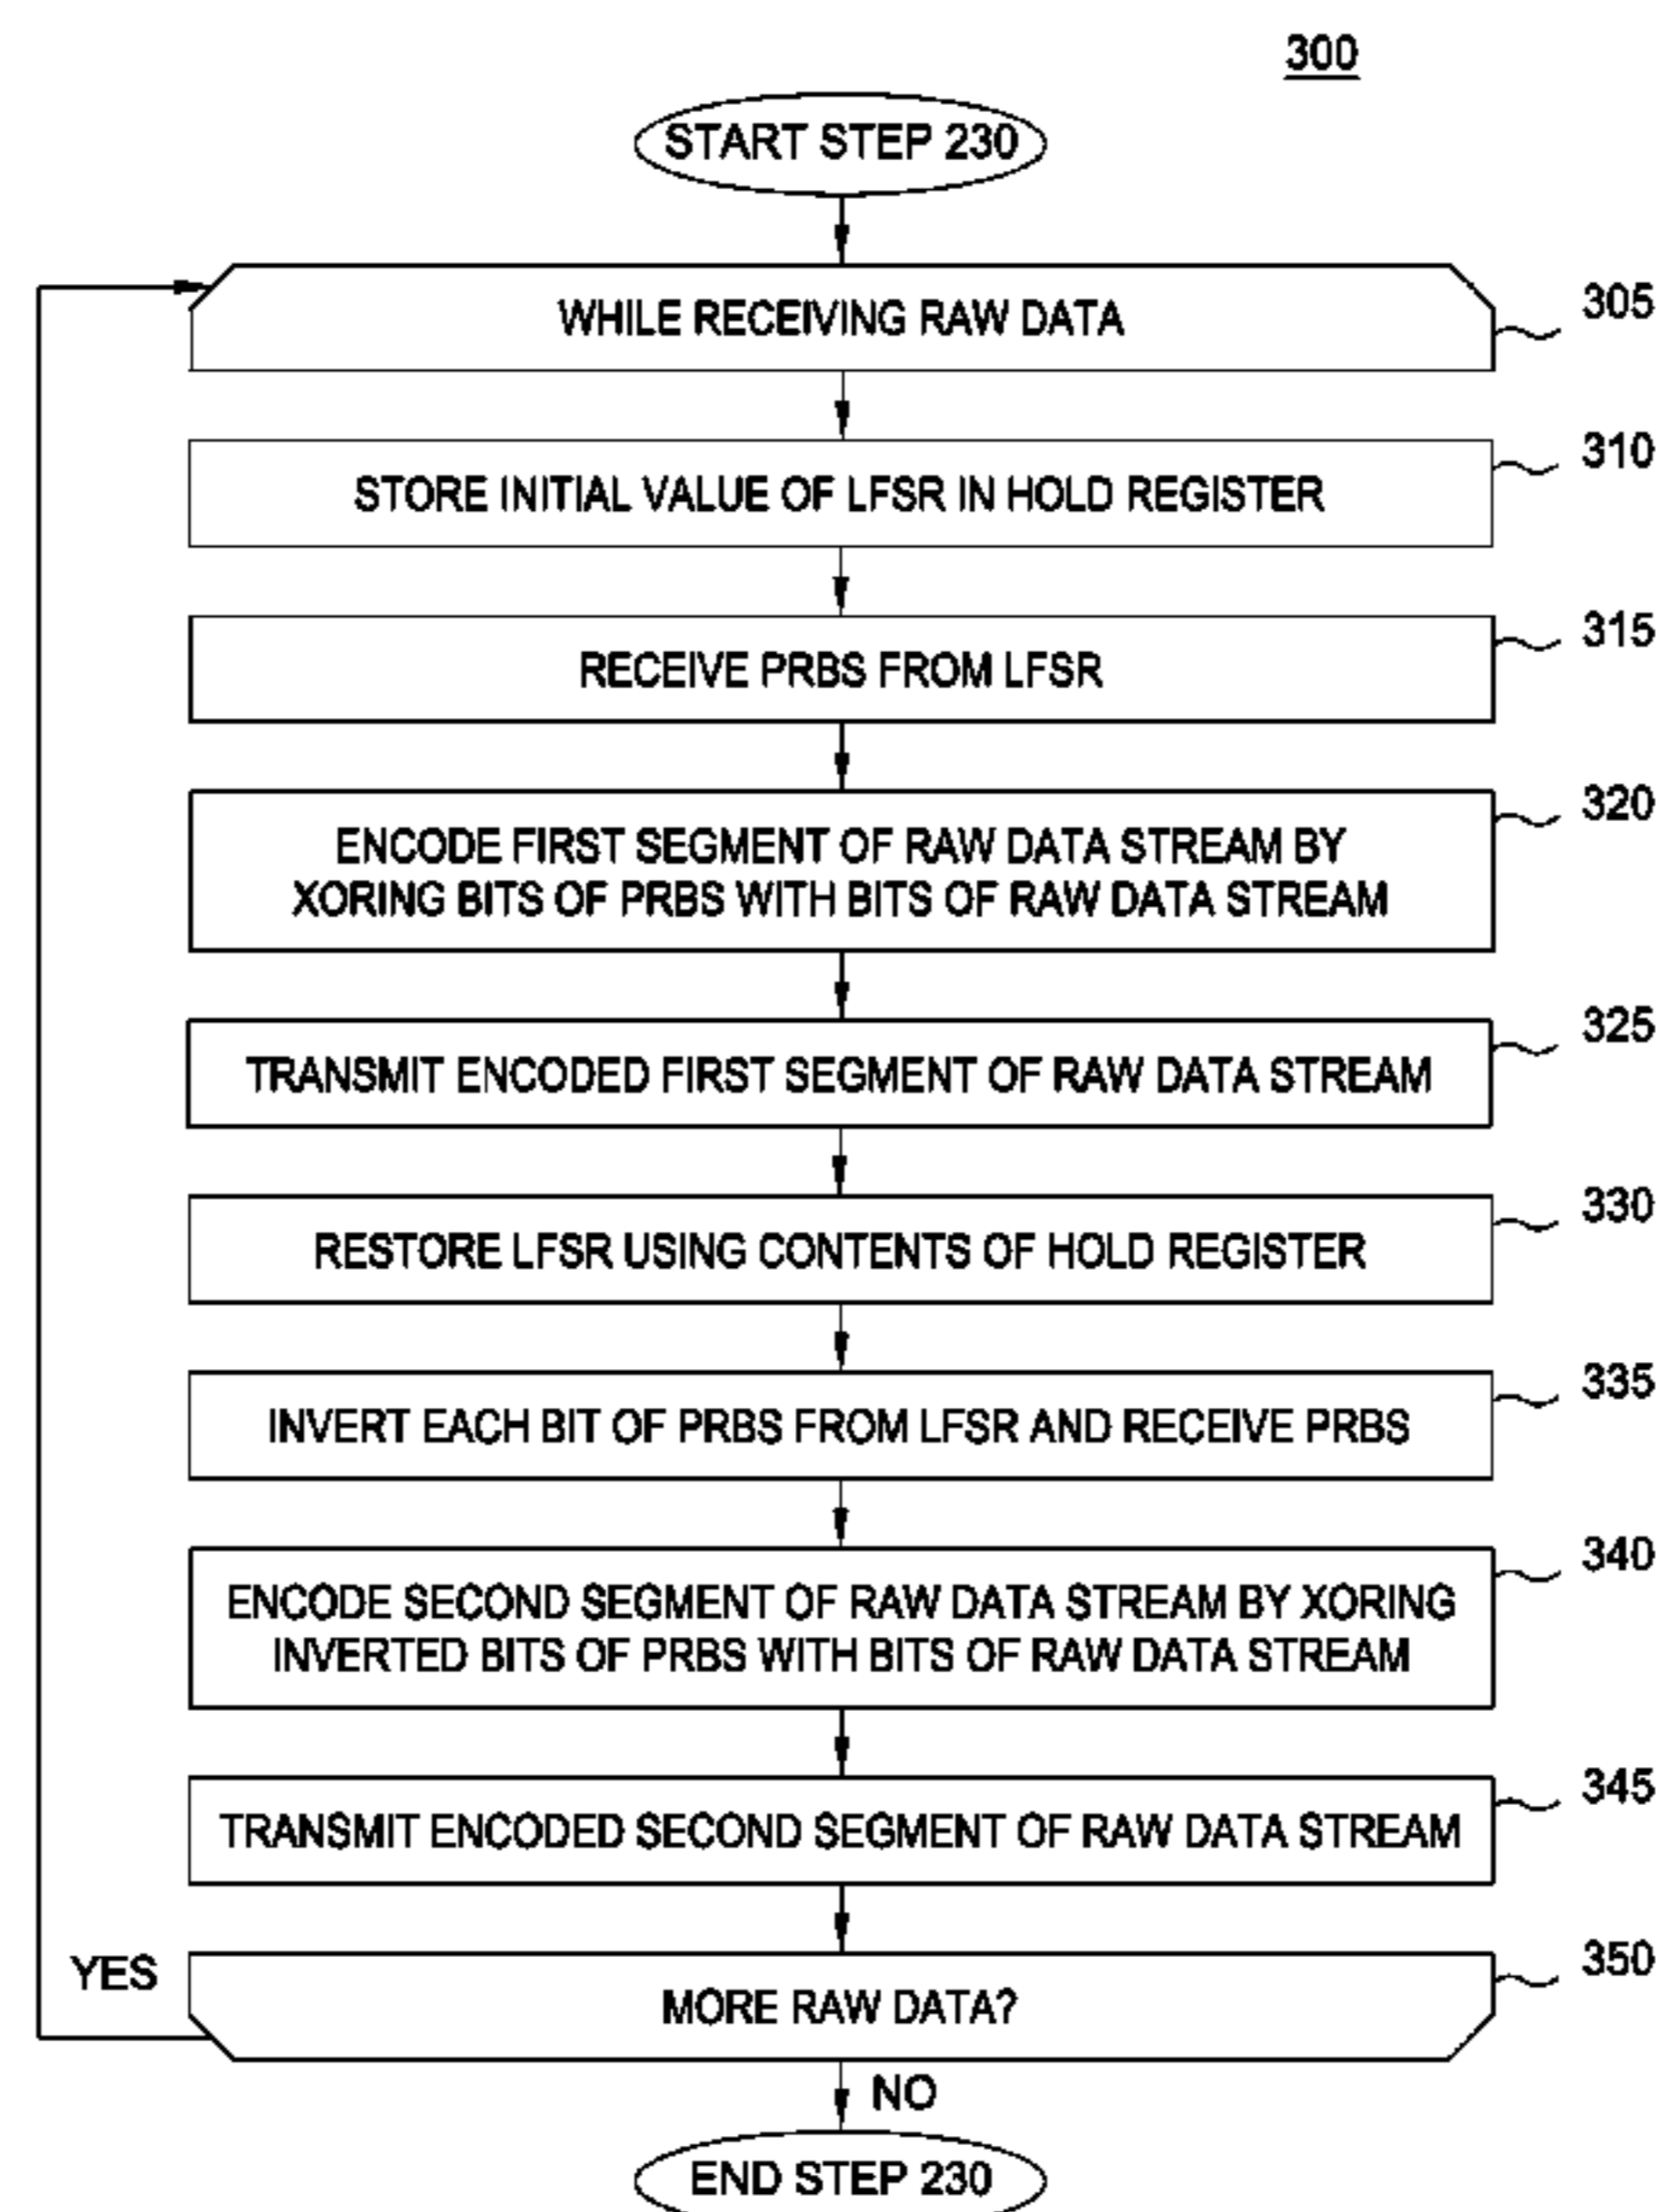 300
START STEP 230
WHILE RECEIVING RAW DATA
305
STORE INITIAL VALUE OF LFSR IN HOLD REGISTER
310
RECEIVE PRBS FROM LFSR
315
ENCODE FIRST SEGMENT OF RAW DATA STREAM BY
XORING BITS OF PRBS WITH BITS OF RAW DATA STREAM
320
TRANSMIT ENCODED FIRST SEGMENT OF RAW DATA STREAM
325
RESTORE LFSR USING CONTENTS OF HOLD REGISTER
330
INVERT EACH BIT OF PRBS FROM LFSR AND RECEIVE PRBS
335
ENCODE SECOND SEGMENT OF RAW DATA STREAM BY XORING
INVERTED BITS OF PRBS WITH BITS OF RAW DATA STREAM
340
TRANSMIT ENCODED SECOND SEGMENT OF RAW DATA STREAM
345
YES
MORE RAW DATA?
350
NO
END STEP 230